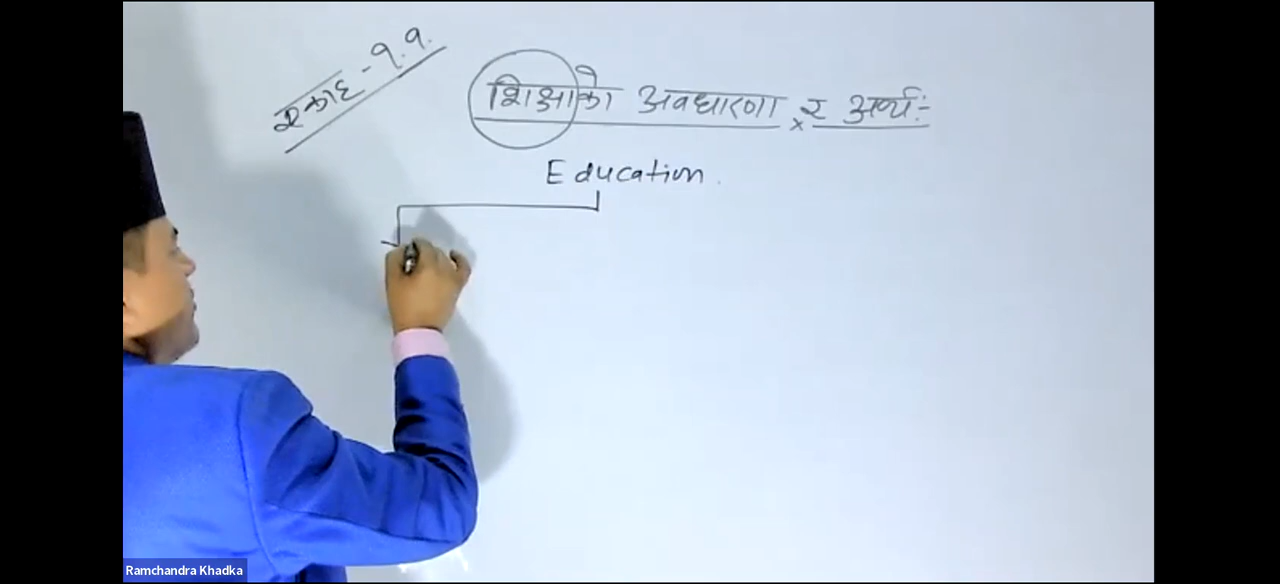 एकाइ - १.१.
शिक्षाको अवधारणा र अर्थ :-
Education.
Ramchandra Khadka